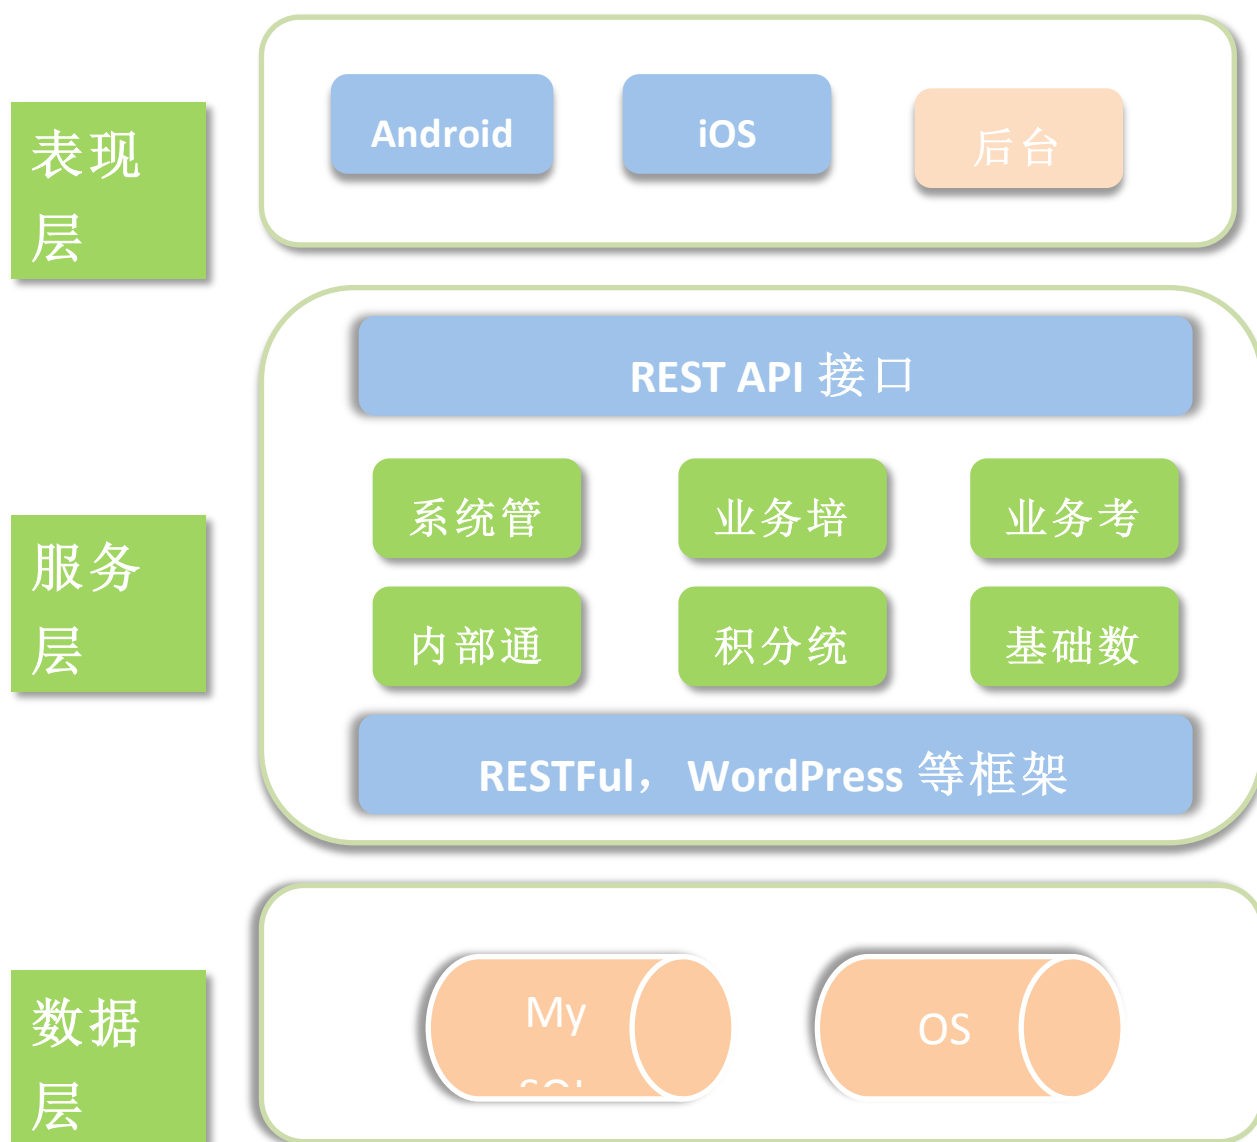 表现
层
Android
iOS
后台
REST API 接口
服务
层
系统管
业务培
业务考
内部通
积分统
基础数
RESTFul， WordPress 等框架
数据
层
My
SQL
OS